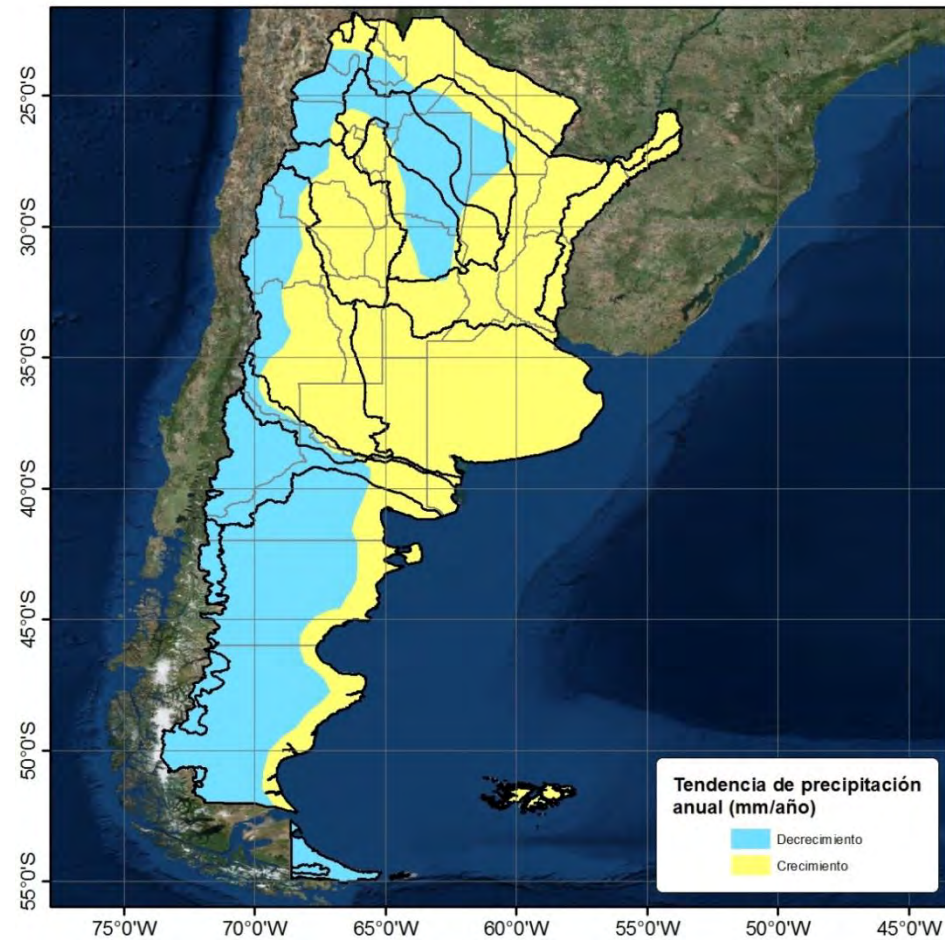 25°0'S
30°0'S
35°0'S
40°0'S
45°0'S
50°0'S
55°0'S
Tendencia de precipitación
anual (mm/año)
Decrecimiento
Crecimiento
75°0'W 70°0'W 65°0'W 60°0'W 55°0'W 50°0'W 45°0'W